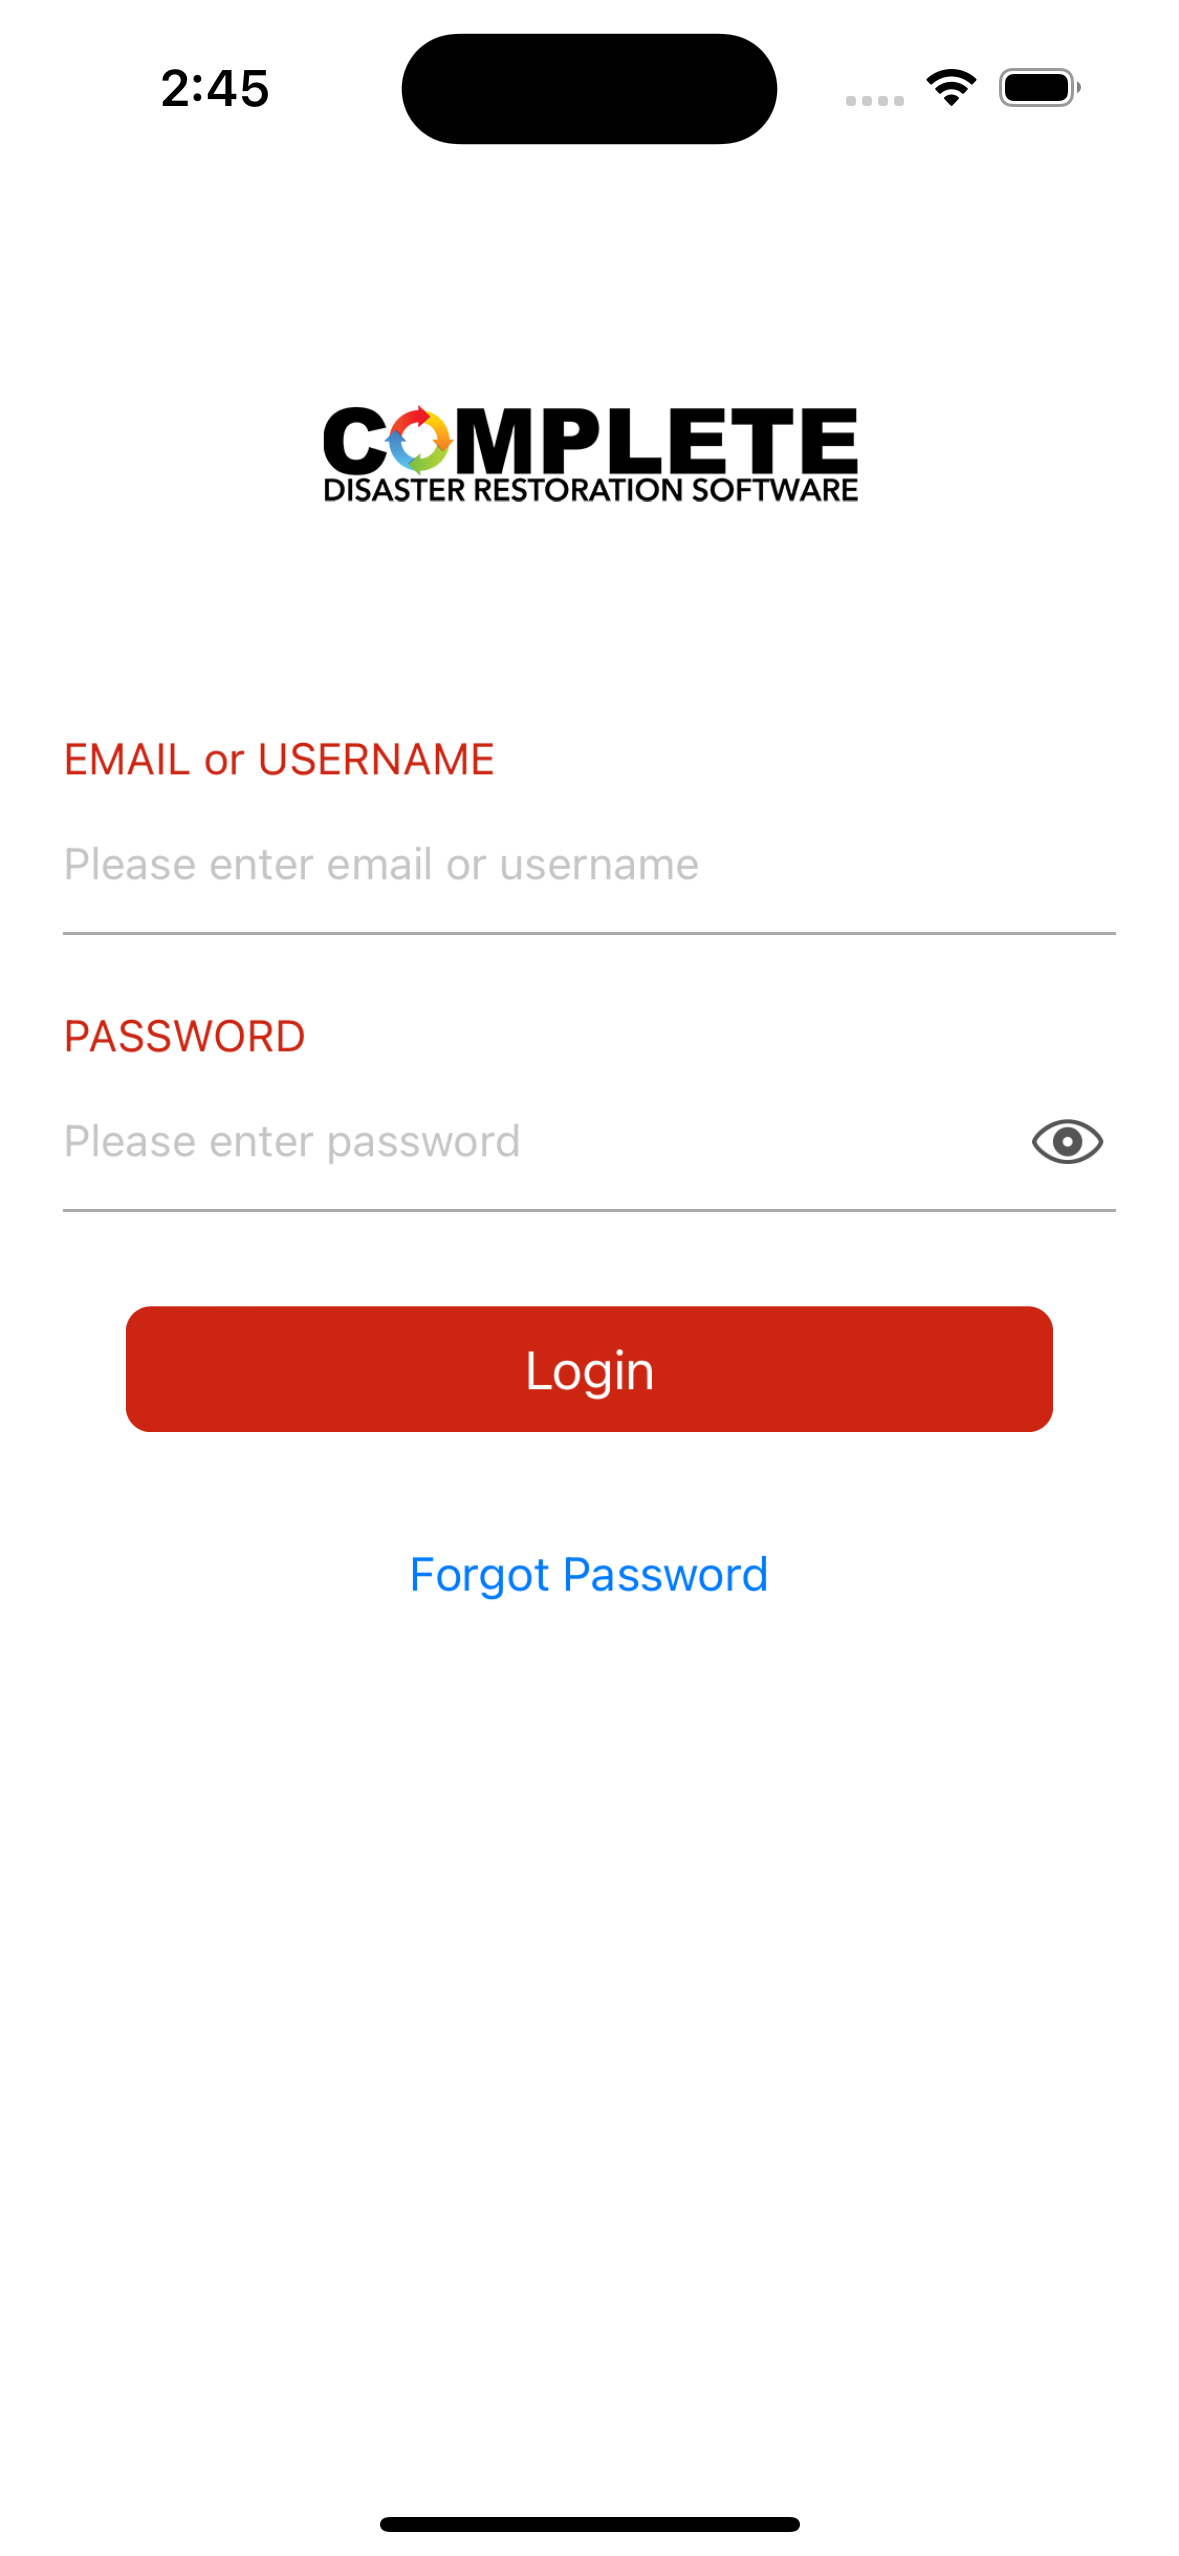 2:45
COMPLETE
DISASTER RESTORATION SOFTWARE
EMAIL or USERNAME
Please enter email or username
PASSWORD
Please enter password
Login
Forgot Password